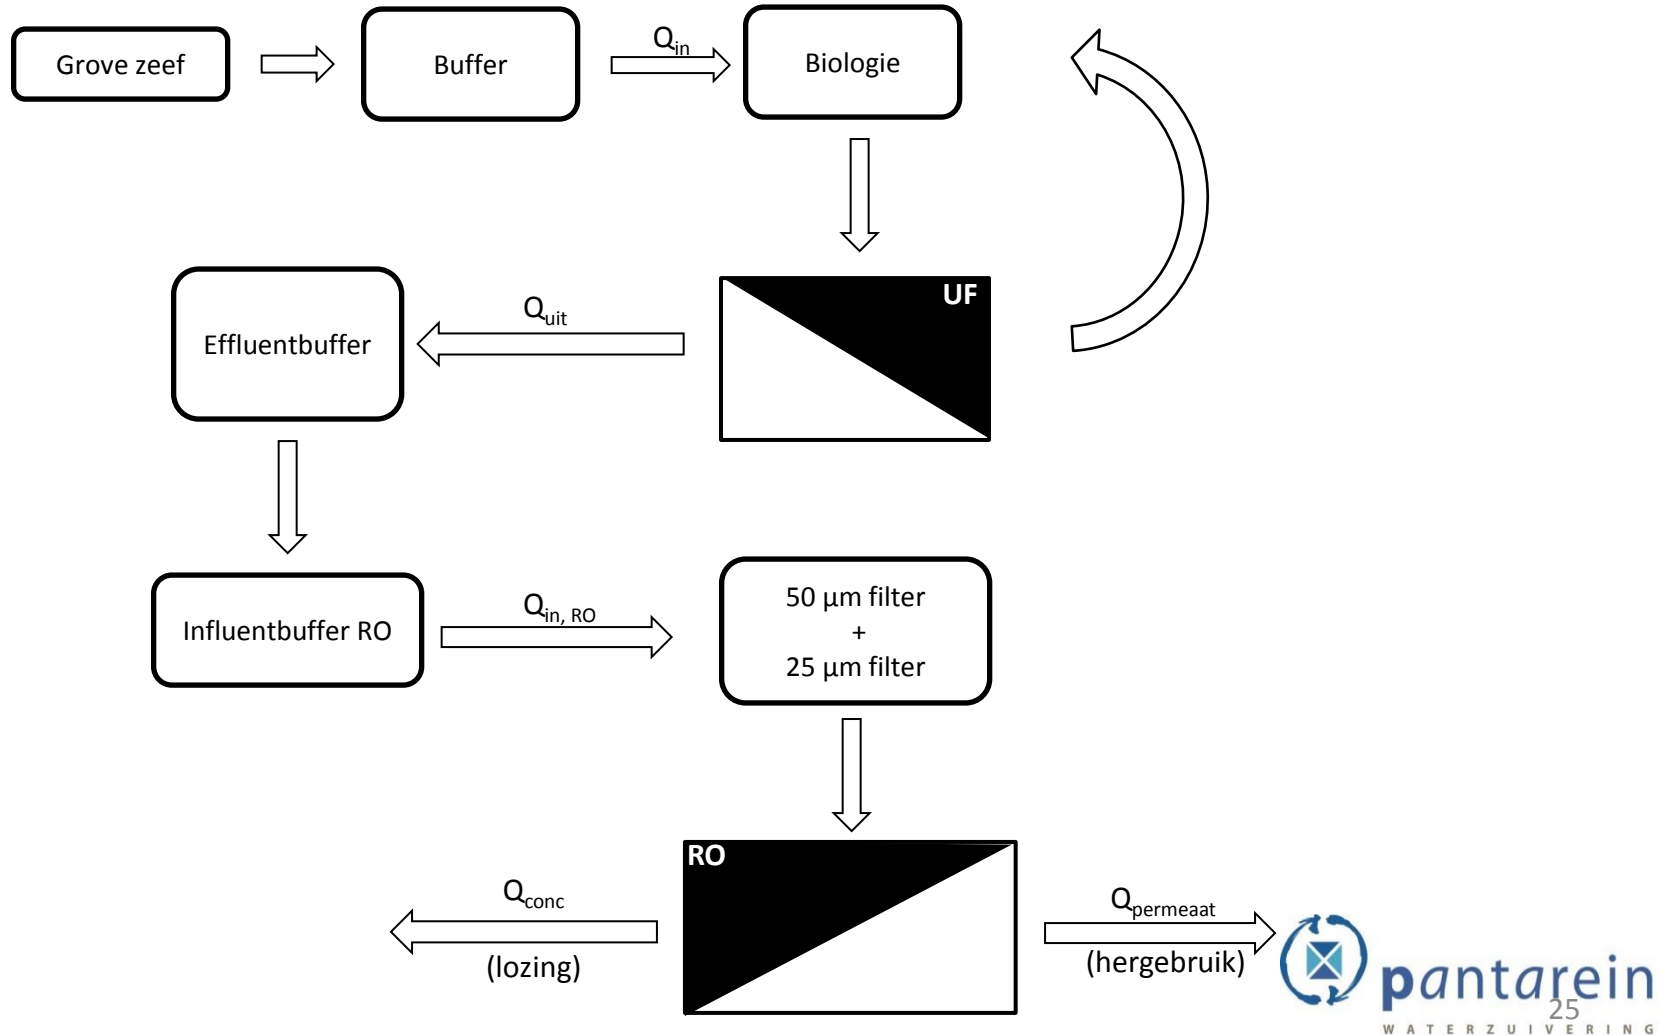 Grove zeef
Buffer
Qin
Biologie
UF
Quit
Effluentbuffer
Influentbuffer RO
Qin, RO
50 µm filter
+
25 µm filter
RO
Qconc
(lozing)
Qpermeaat
(hergebruik)
pantarein
25
WATERZUIVERING